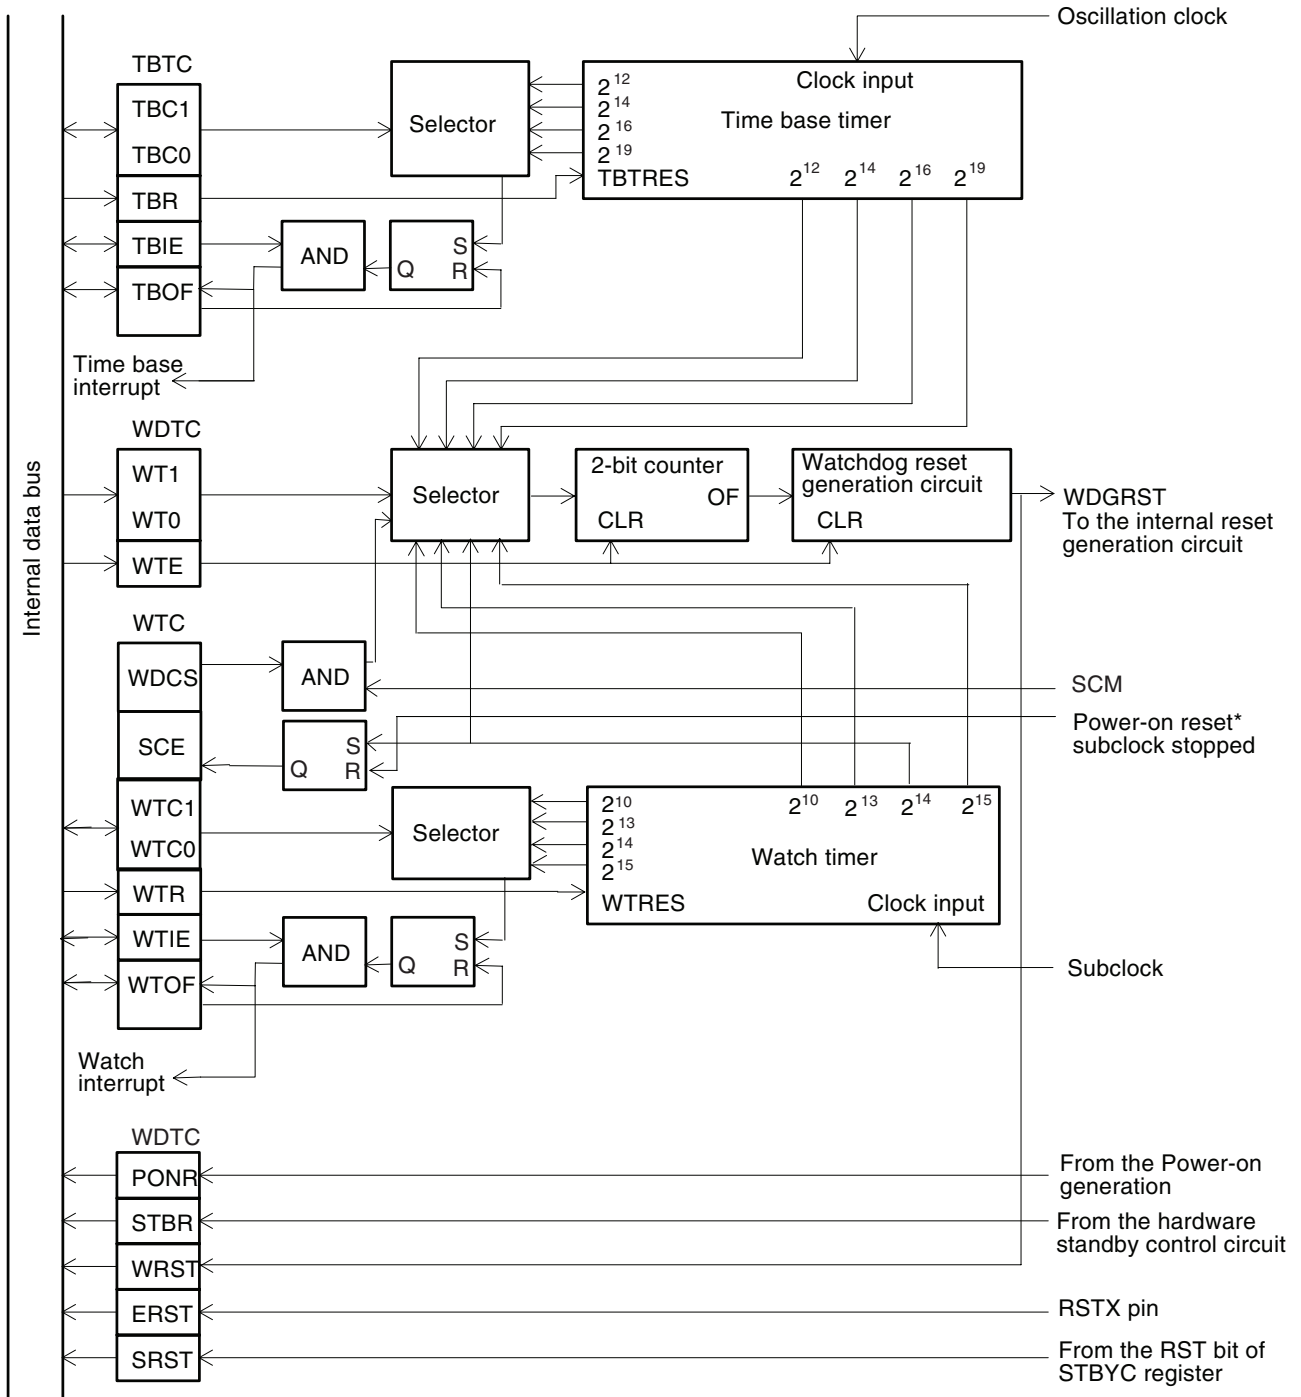 Oscillation clock
TBTC
TBC1
TBC0
TBR
TBIE
TBOF
Selector
2^12
2^14
2^16
2^19
TBTRES
Clock input
Time base timer
2^12 2^14 2^16 2^19
AND
S
Q R
Time base
interrupt
Internal data bus
WDTC
WT1
WT0
WTE
Selector
2-bit counter
OF
CLR
Watchdog reset
generation circuit
CLR
WDGRST
To the internal reset
generation circuit
WTC
WDCS
SCE
WTC1
WTC0
WTR
WTIE
WTOF
AND
SCM
Power-on reset*
subclock stopped
S
Q R
Selector
2^10
2^13
2^14
2^15
WTRES
2^10 2^13 2^14 2^15
Watch timer
Clock input
AND
S
Q R
Subclock
Watch
interrupt
WDTC
PONR
STBR
WRST
ERST
SRST
From the Power-on
generation
From the hardware
standby control circuit
RSTX pin
From the RST bit of
STBYC register